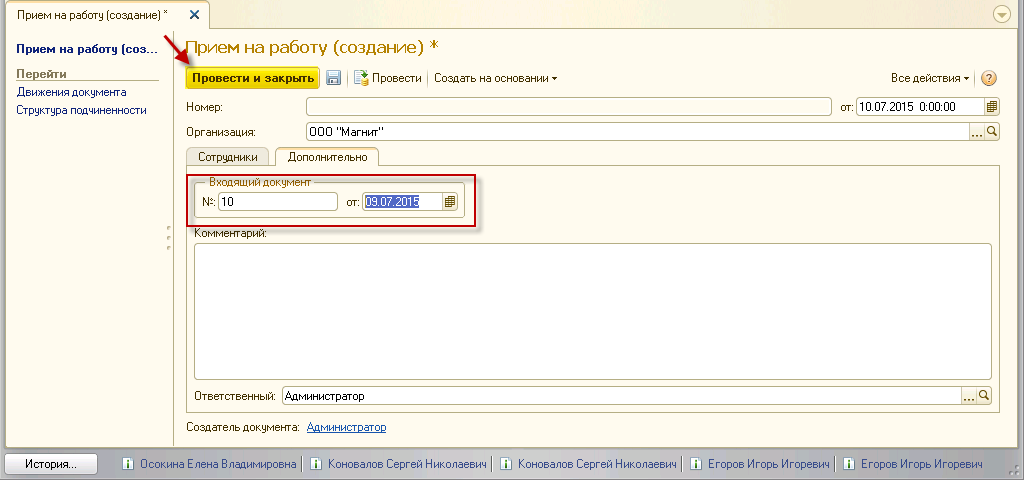 Прием на работу (создание) *
Прием на работу (соз...
Перейти
Движения документа
Структура подчиненности
Прием на работу (создание) *
Провести и закрыть Провести Создать на основании Все действия ?
Номер: от: 10.07.2015 0:00:00
Организация: ООО "Магнит" ...
Сотрудники Дополнительно
Входящий документ
№: 10 от: 09.07.2015
Комментарий:
Ответственный: Администратор ...
Создатель документа: Администратор
История... Осокина Елена Владимировна Коновалов Сергей Николаевич Коновалов Сергей Николаевич Егоров Игорь Игоревич Егоров Игорь Игоревич